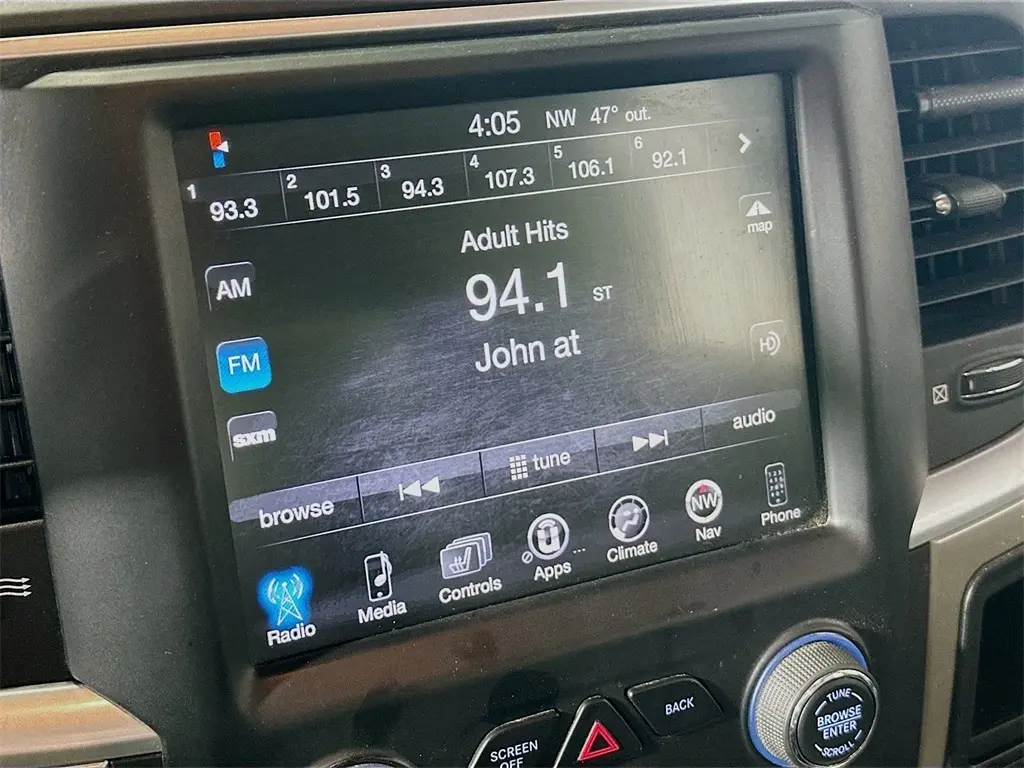 4:05 NW 47° out.
1 93.3 2 101.5 3 94.3 4 107.3 5 106.1 6 92.1
map
Adult Hits
AM
94.1 ST
John at
HD
FM
sxm
browse tune audio
Radio Media Controls Apps Climate Nav Phone
NW
SCREEN
OFF
BACK
TUNE
BROWSE
ENTER
SCROLL